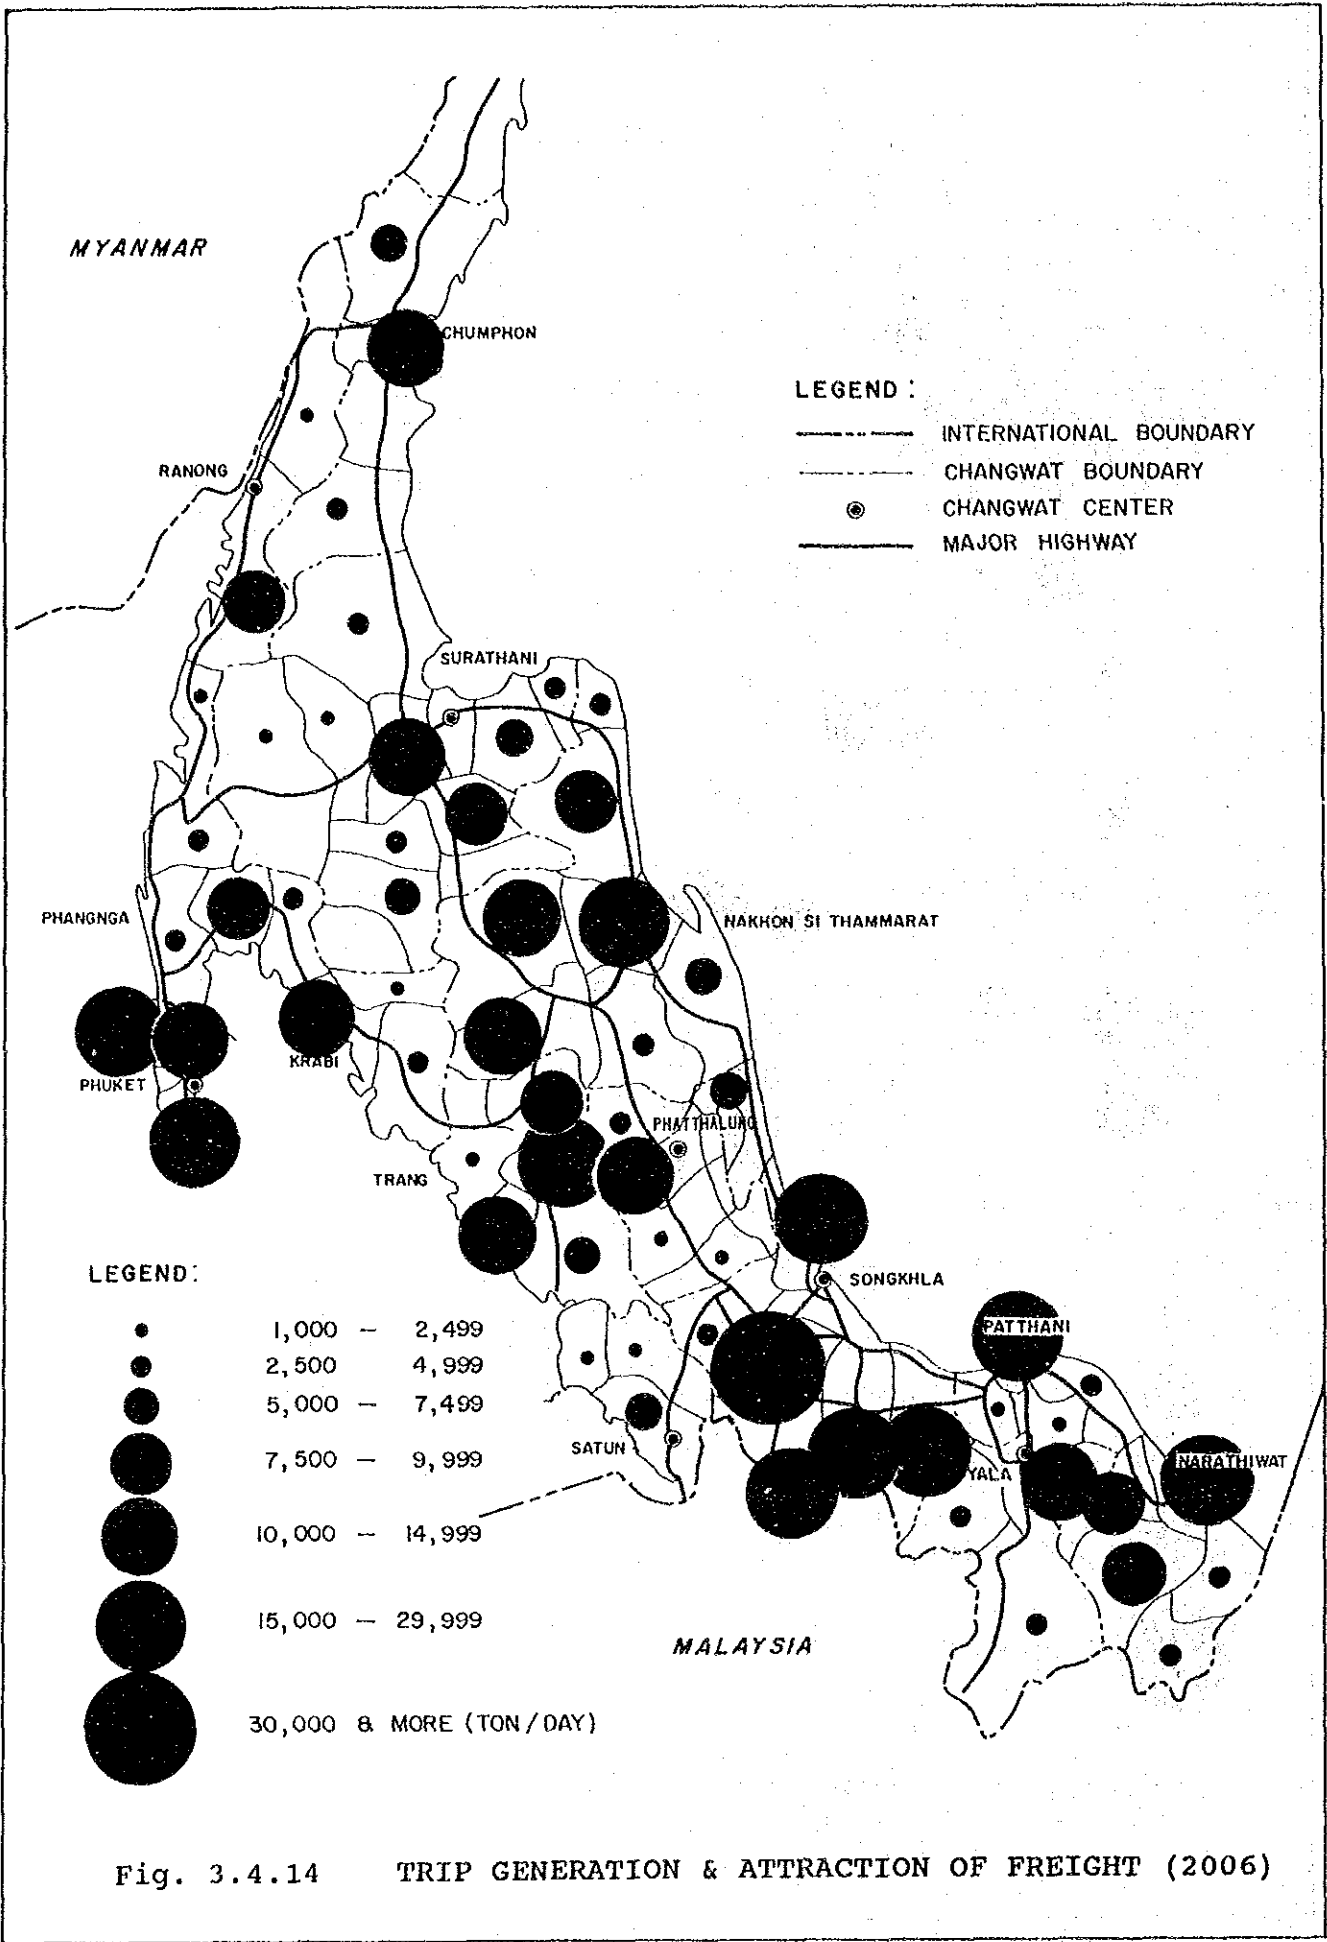 MYANMAR
CHUMPHON
LEGEND :
INTERNATIONAL BOUNDARY
CHANGWAT BOUNDARY
CHANGWAT CENTER
MAJOR HIGHWAY
RANONG
SURATHANI
PHANGNGA
NAKHON SI THAMMARAT
KRABI
PHUKET
PHATTHALUNG
TRANG
LEGEND:
SONGKHLA
1,000 - 2,499
PATTHANI
2,500 4,999
5,000 - 7,499
SATUN
7,500 - 9,999
YALA
NARATHIWAT
10,000 - 14,999
15,000 - 29,999
MALAYSIA
30,000 & MORE (TON/DAY)
Fig. 3.4.14 TRIP GENERATION & ATTRACTION OF FREIGHT (2006)